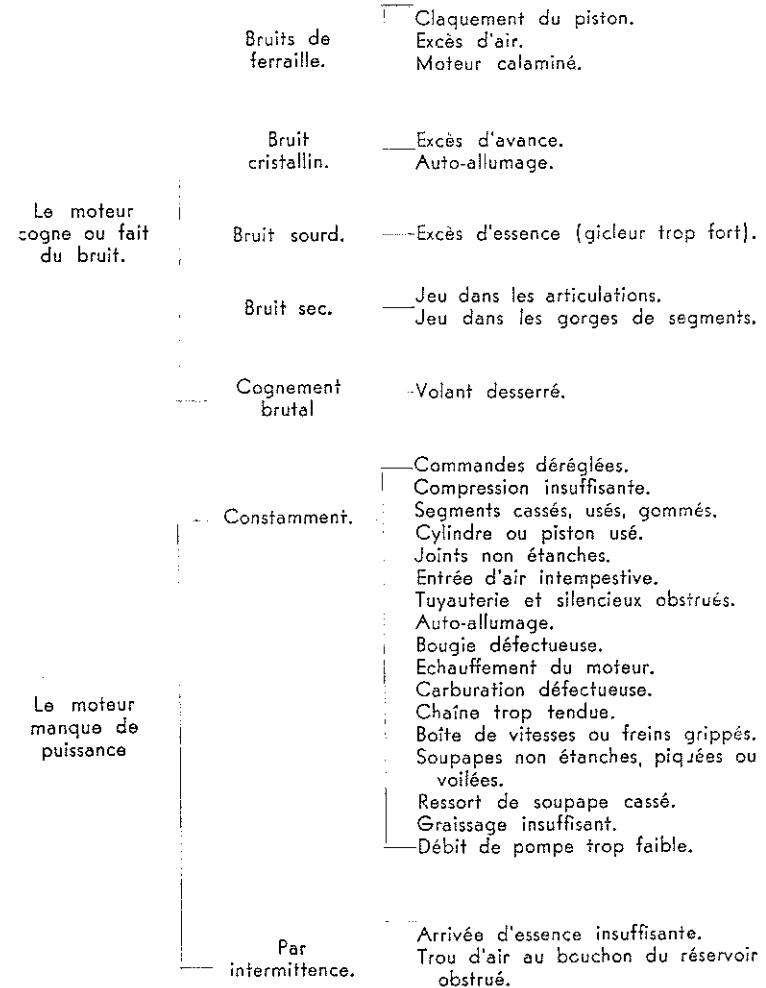 Le moteur
cogne ou fait
du bruit.
Bruits de
ferraille.
Claquement du piston.
Excès d'air.
Moteur calaminé.
Bruit
cristallin.
Excès d'avance.
Auto-allumage.
Bruit sourd.
Excès d'essence (gicleur trop fort).
Bruit sec.
Jeu dans les articulations.
Jeu dans les gorges de segments.
Cognement
brutal
Volant desserré.
Le moteur
manque de
puissance
Constamment.
Commandes déréglées.
Compression insuffisante.
Segments cassés, usés, gommés.
Cylindre ou piston usé.
Joints non étanches.
Entrée d'air intempestive.
Tuyauterie et silencieux obstrués.
Auto-allumage.
Bougie défectueuse.
Echauffement du moteur.
Carburation défectueuse.
Chaîne trop tendue.
Boîte de vitesses ou freins grippés.
Soupapes non étanches, piquées ou
voilées.
Ressort de soupape cassé.
Graissage insuffisant.
Débit de pompe trop faible.
Par
intermittence.
Arrivée d'essence insuffisante.
Trou d'air au bouchon du réservoir
obstrué.